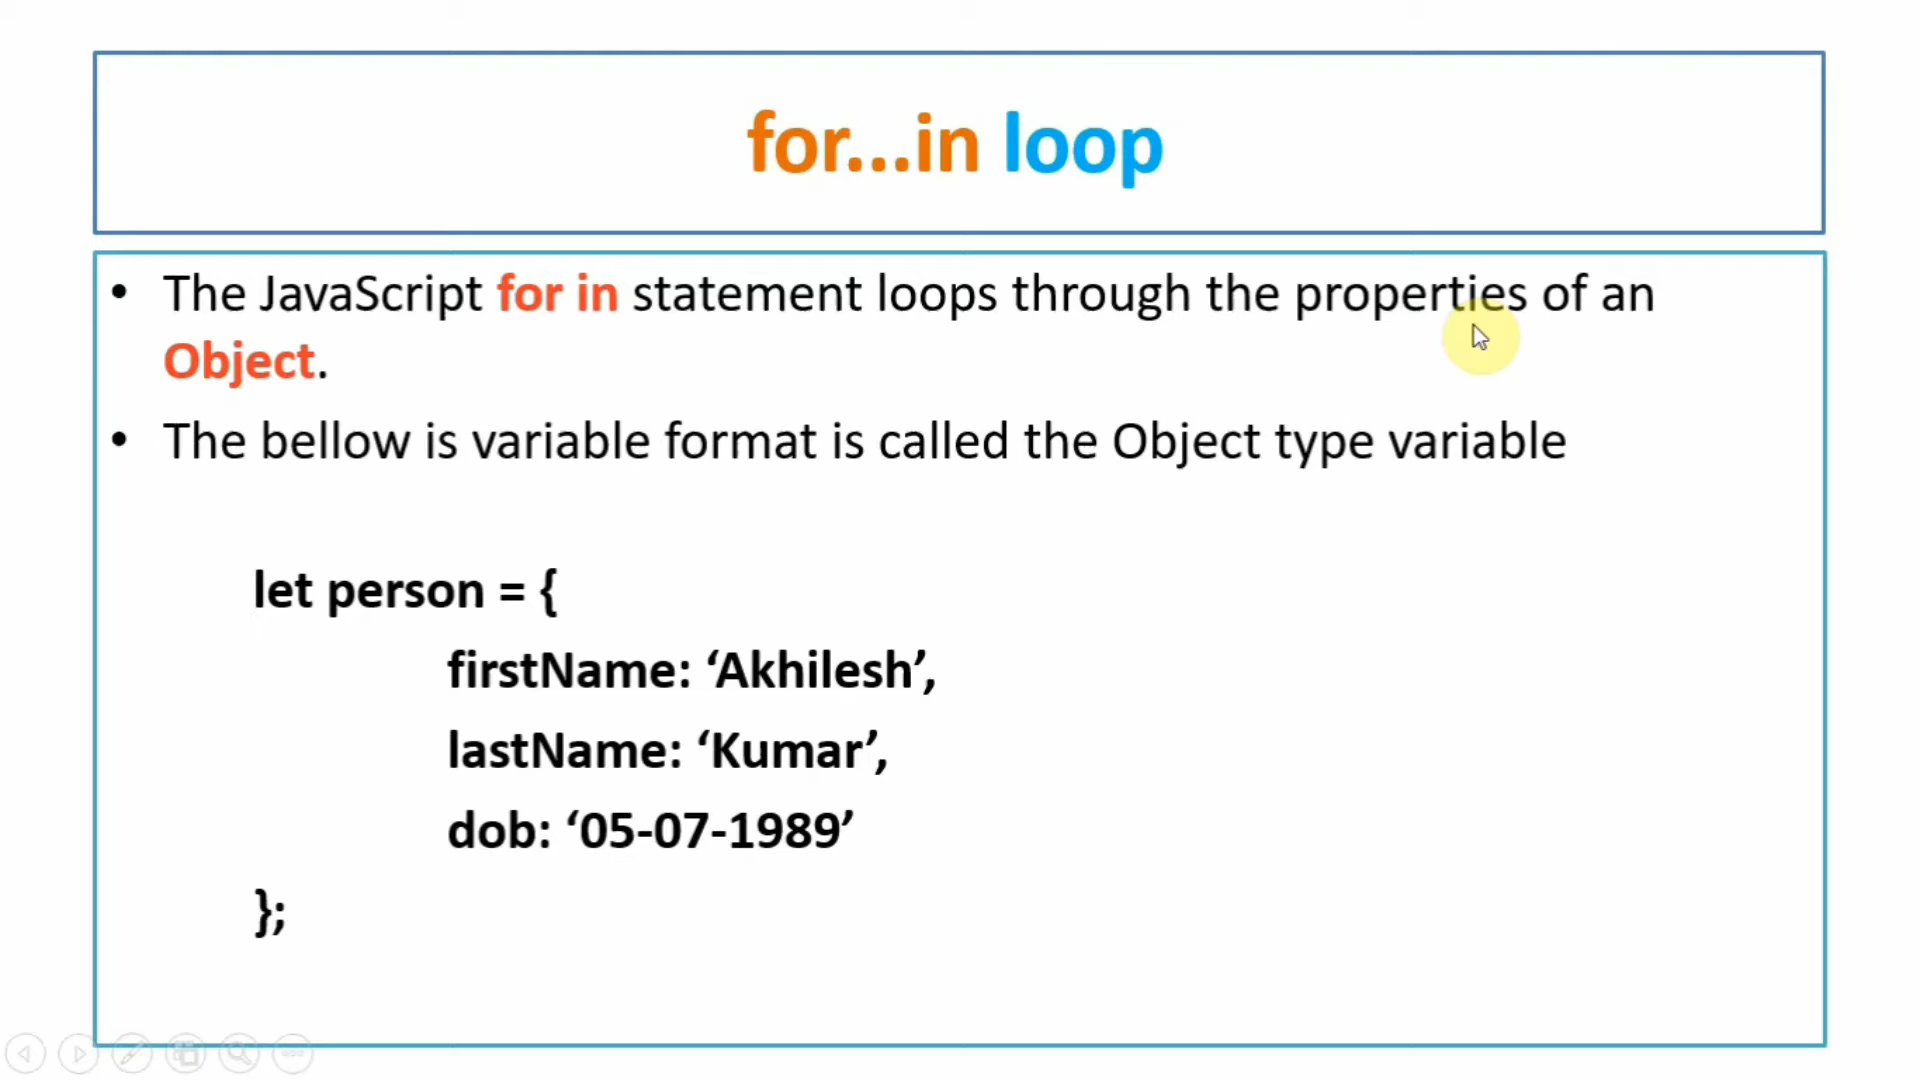 for...in loop
• The JavaScript for in statement loops through the properties of an
Object.
• The bellow is variable format is called the Object type variable
let person = {
firstName: ‘Akhilesh’,
lastName: ‘Kumar’,
dob: ‘05-07-1989’
};